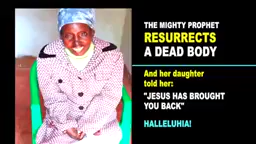 THE MIGHTY PROPHET
RESURRECTS
A DEAD BODY
And her daughter
told her:
"JESUS HAS BROUGHT
YOU BACK"
HALLELUHIA!